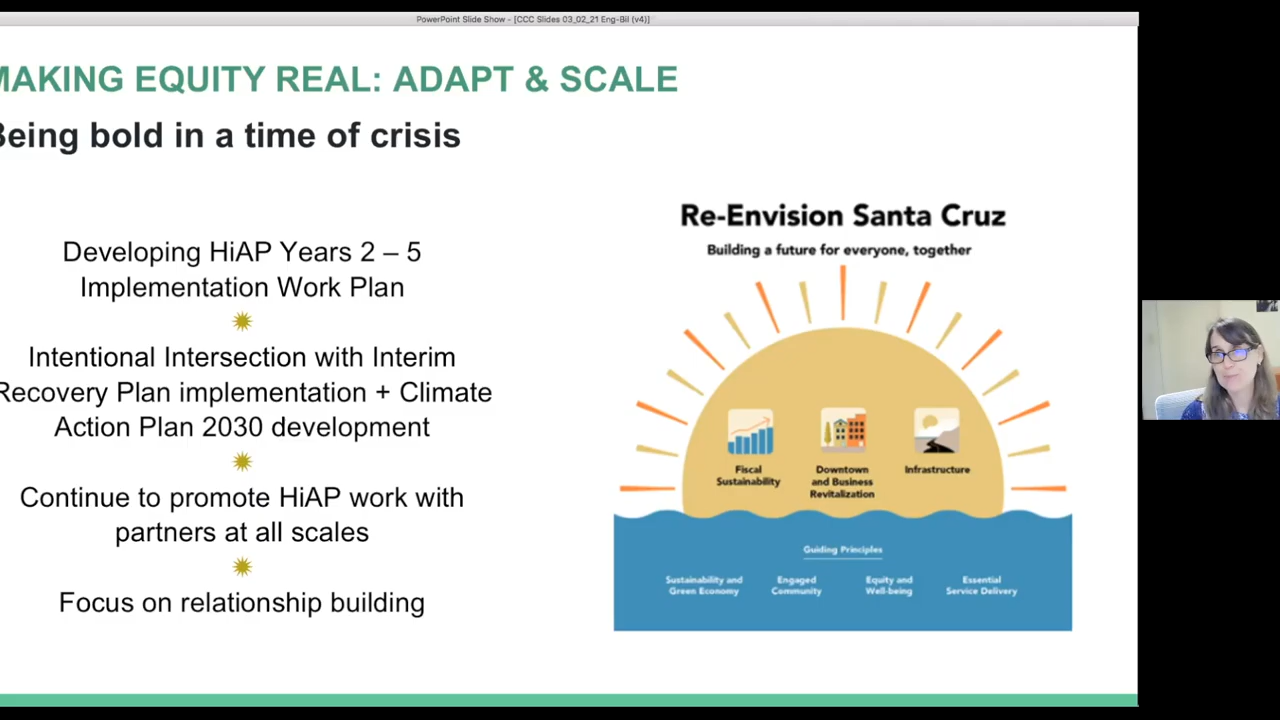 PowerPoint Slide Show - [CCC Slides 03_02_21 Eng-Bil (v4)]
MAKING EQUITY REAL: ADAPT & SCALE
Being bold in a time of crisis
Developing HiAP Years 2 – 5
Implementation Work Plan
Intentional Intersection with Interim
Recovery Plan implementation + Climate
Action Plan 2030 development
Continue to promote HiAP work with
partners at all scales
Focus on relationship building
Re-Envision Santa Cruz
Building a future for everyone, together
Fiscal
Sustainability
Downtown
and Business
Revitalization
Infrastructure
Guiding Principles
Sustainability and
Green Economy
Engaged
Community
Equity and
Well-being
Essential
Service Delivery